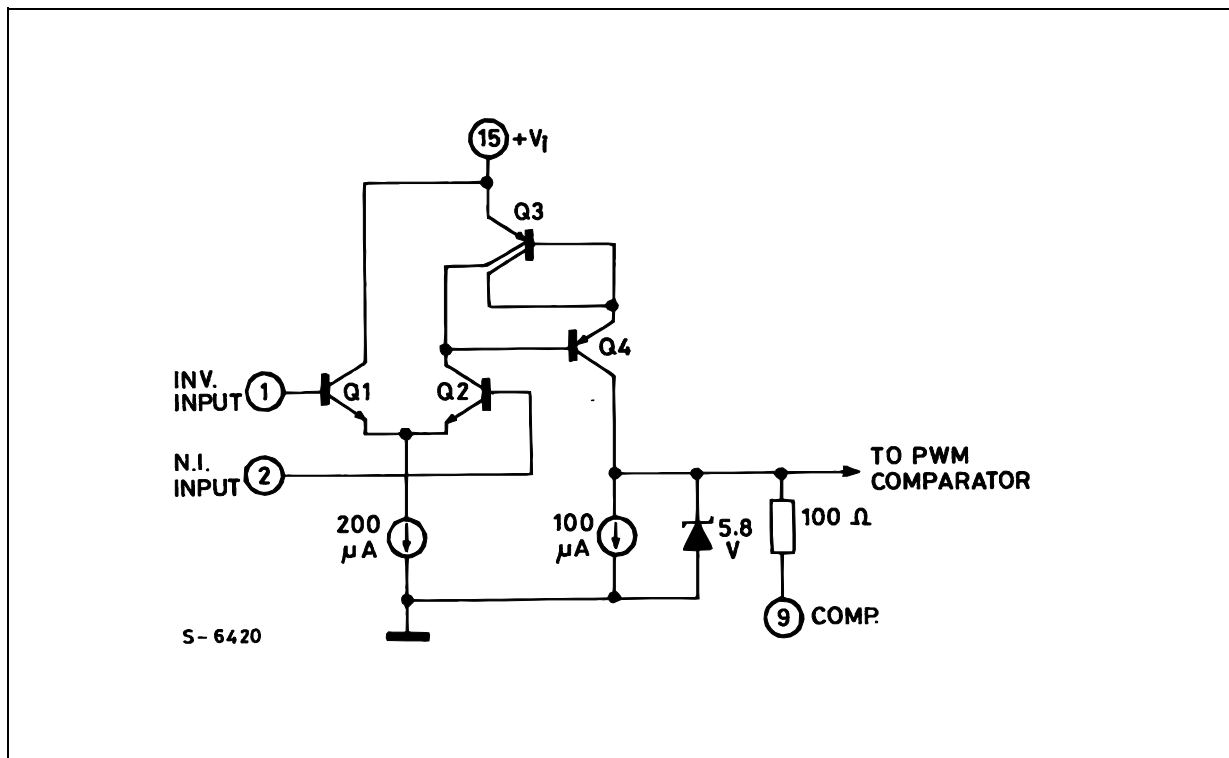 15 +Vi
Q3
Q4
INV.
INPUT 1 Q1 Q2
N.I.
INPUT 2
TO PWM
COMPARATOR
200
µA
100
µA
5.8
V
100 Ω
9 COMP.
S-6420